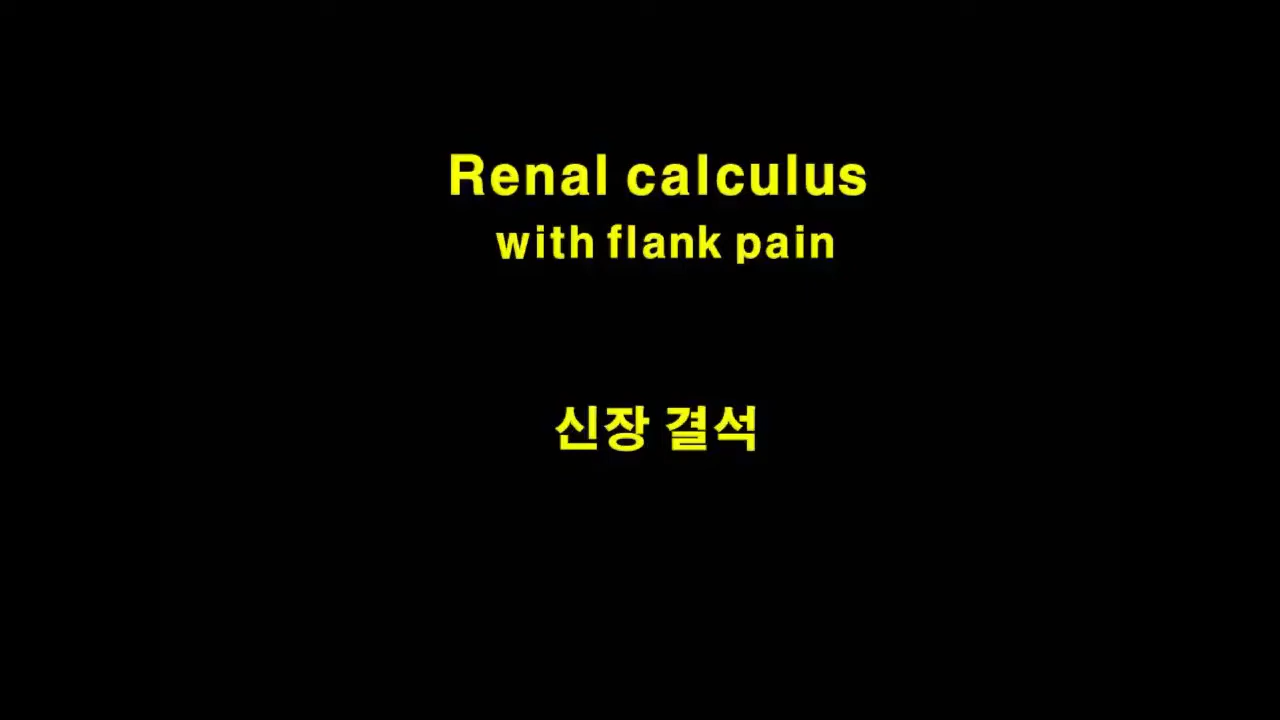 Renal calculus
with flank pain
신장 결석